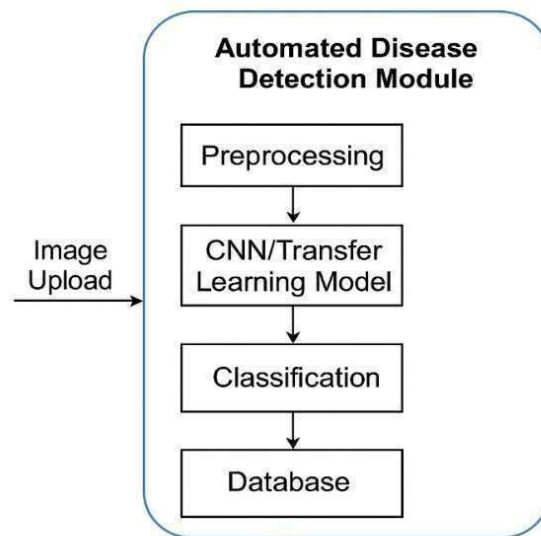 Automated Disease
Detection Module
Preprocessing
Image
Upload
CNN/Transfer
Learning Model
Classification
Database